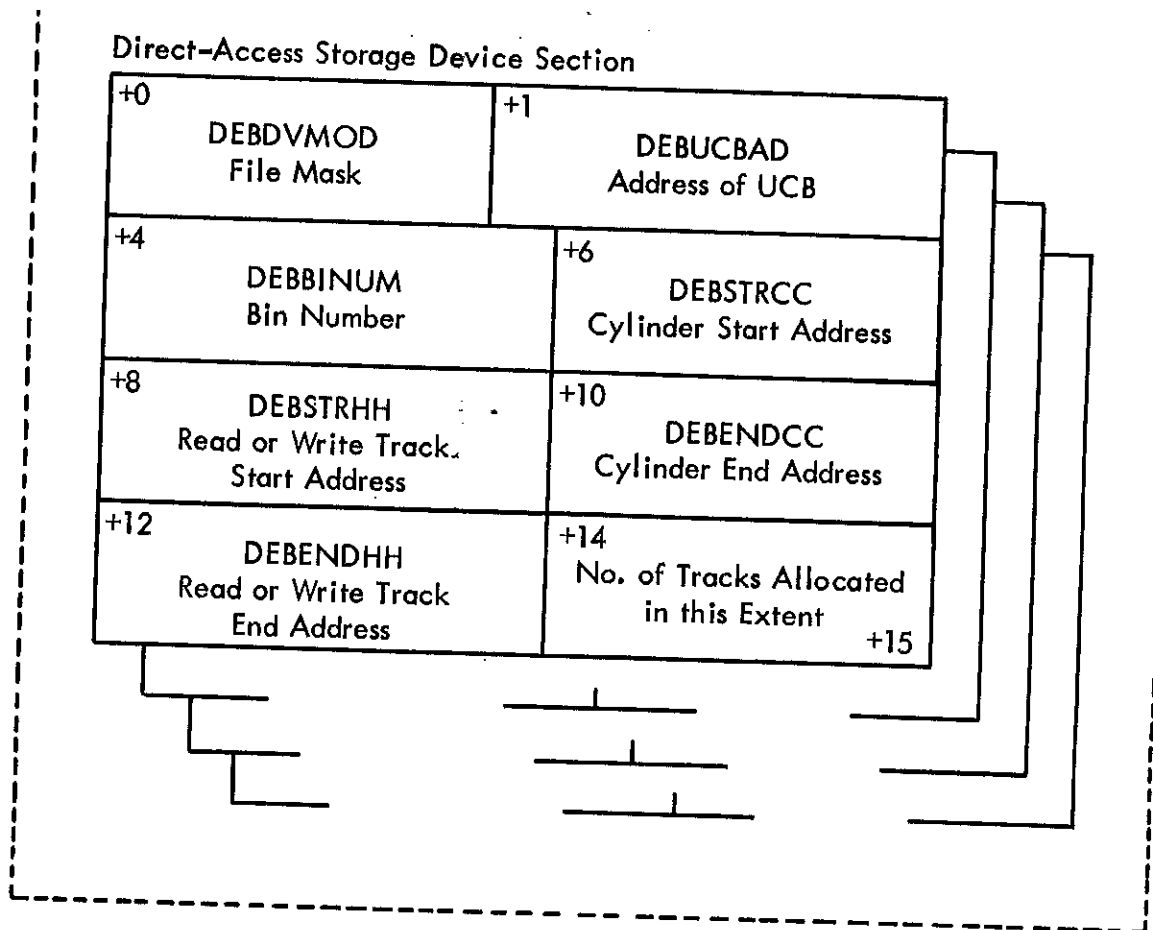 Direct-Access Storage Device Section
+0
DEBDVMOD
File Mask
+1
DEBUCBAD
Address of UCB
+4
DEBBINUM
Bin Number
+6
DEBSTRCC
Cylinder Start Address
+8
DEBSTRHH
Read or Write Track
Start Address
+10
DEBENDCC
Cylinder End Address
+12
DEBENDHH
Read or Write Track
End Address
+14
No. of Tracks Allocated
in this Extent
+15